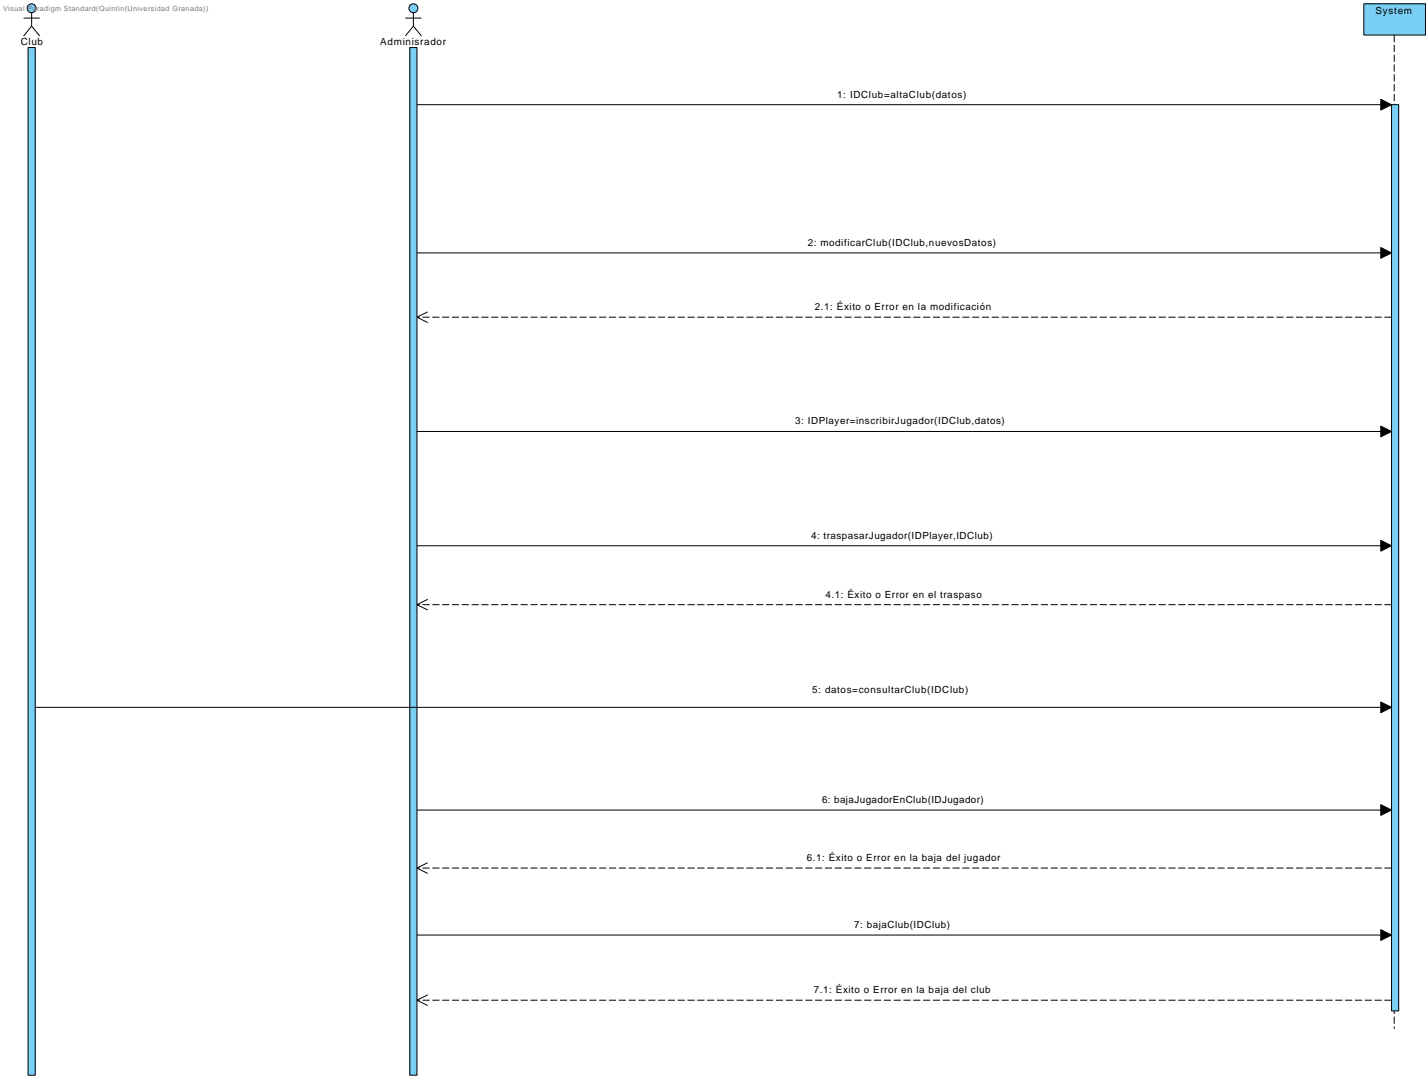 Visual Paradigm Standard(Quintin(Universidad Granada))
Club
Adminisrador
System
1: IDClub=altaClub(datos)
2: modificarClub(IDClub,nuevosDatos)
2.1: Éxito o Error en la modificación
3: IDPlayer=inscribirJugador(IDClub,datos)
4: traspasarJugador(IDPlayer,IDClub)
4.1: Éxito o Error en el traspaso
5: datos=consultarClub(IDClub)
6: bajaJugadorEnClub(IDJugador)
6.1: Éxito o Error en la baja del jugador
7: bajaClub(IDClub)
7.1: Éxito o Error en la baja del club